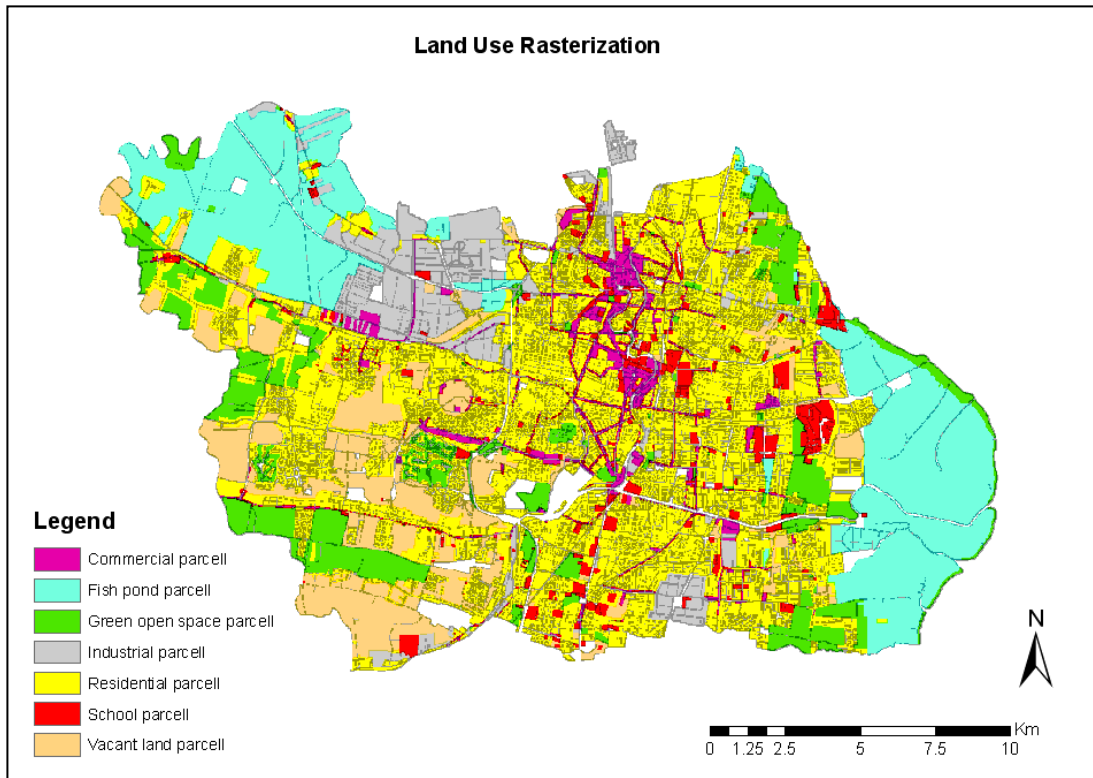 Land Use Rasterization
Legend
Commercial parcell
Fish pond parcell
Green open space parcell
Industrial parcell
Residential parcell
School parcell
Vacant land parcell
N
Km
0 1.25 2.5 5 7.5 10